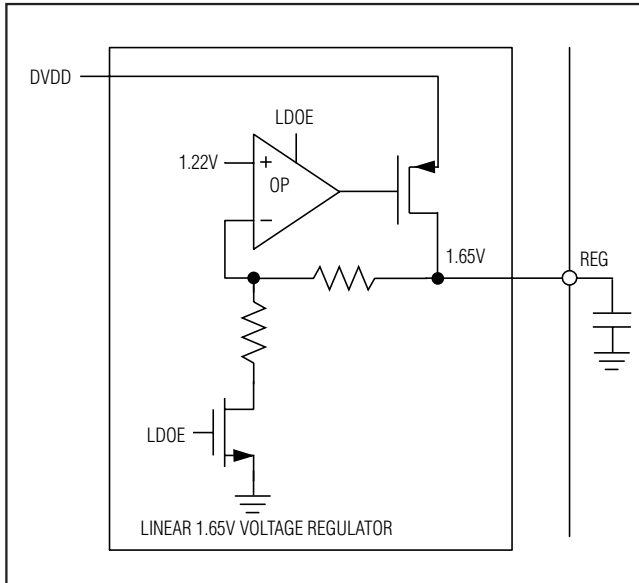 DVDD
LDOE
1.22V
+
OP
−
1.65V
REG
LDOE
LINEAR 1.65V VOLTAGE REGULATOR